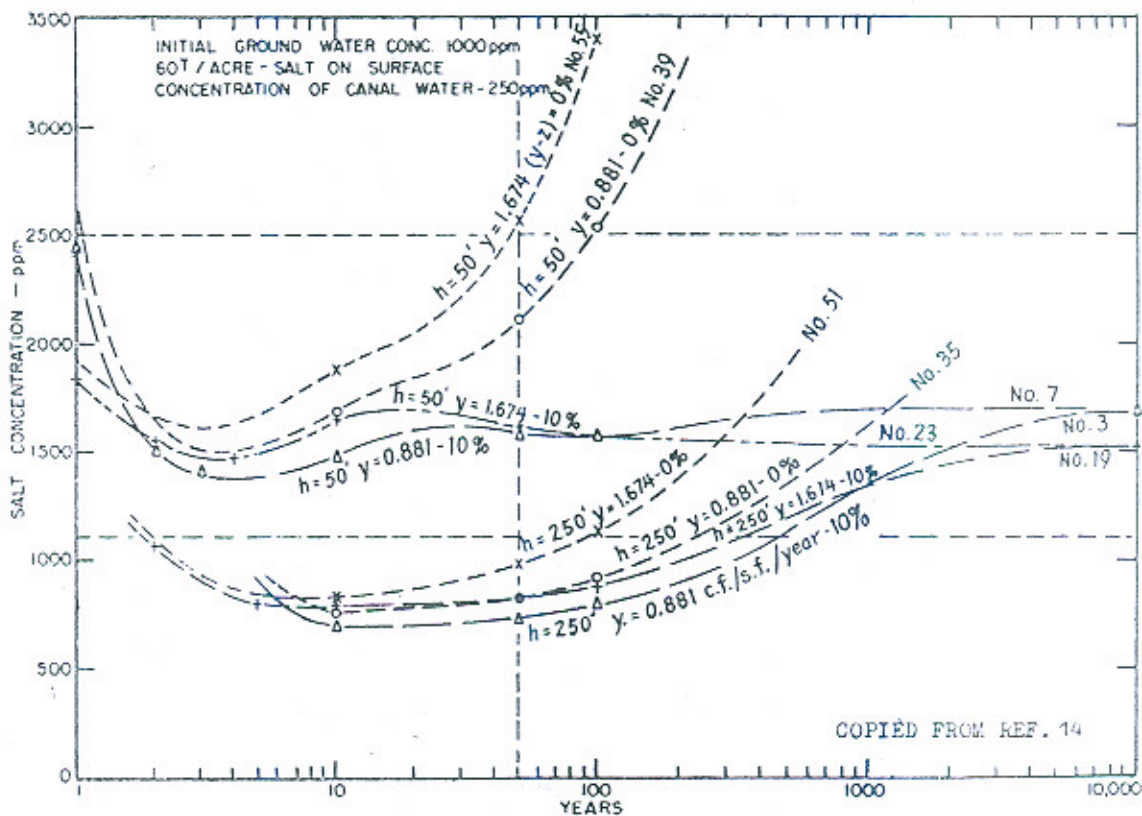 INITIAL GROUND WATER CONC. 1000ppm
60T/ACRE - SALT ON SURFACE
CONCENTRATION OF CANAL WATER - 250ppm
3500
3000
2500
2000
1500
1000
500
0
SALT CONCENTRATION — ppm
h = 50' y = 1.674 (y-z) = 0% No. 55
h = 50' y = 0.881 - 0% No. 39
h = 50' y = 1.674 - 10%
h = 50' y = 0.881 - 10%
No. 51
No. 35
No. 7
No. 23
No. 3
No. 19
h = 250' y = 1.674 - 0%
h = 250' y = 0.881 - 0%
h = 250' y = 1.674 - 10%
h = 250' y = 0.881 c.f./s.f./year - 10%
COPIED FROM REF. 14
1
10
100
1000
10,000
YEARS